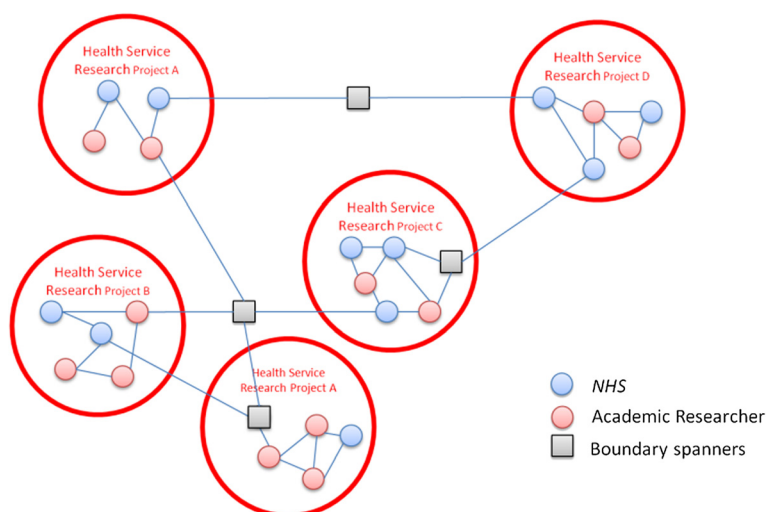 Health Service
Research Project A
Health Service
Research Project D
Health Service
Research Project C
Health Service
Research Project B
Health Service
Research Project A
NHS
Academic Researcher
Boundary spanners